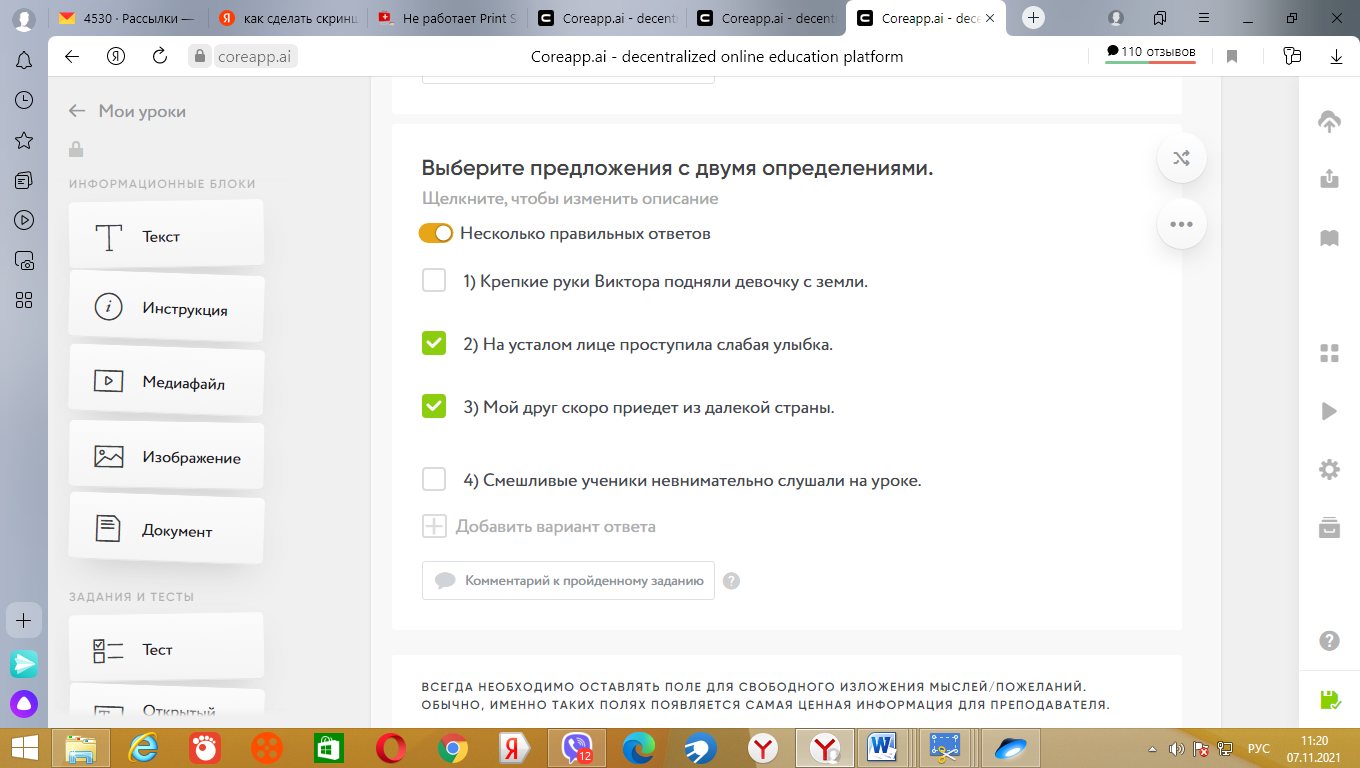 4530 · Рассылки —
как сделать скринш
Не работает Print S
Coreapp.ai - decent
Coreapp.ai - decent
Coreapp.ai - dece
coreapp.ai
Coreapp.ai - decentralized online education platform
110 отзывов
Мои уроки
ИНФОРМАЦИОННЫЕ БЛОКИ
Текст
Инструкция
Медиафайл
Изображение
Документ
ЗАДАНИЯ И ТЕСТЫ
Тест
Открытый
Выберите предложения с двумя определениями.
Щелкните, чтобы изменить описание
Несколько правильных ответов
1) Крепкие руки Виктора подняли девочку с земли.
2) На усталом лице проступила слабая улыбка.
3) Мой друг скоро приедет из далекой страны.
4) Смешливые ученики невнимательно слушали на уроке.
Добавить вариант ответа
Комментарий к пройденному заданию
?
ВСЕГДА НЕОБХОДИМО ОСТАВЛЯТЬ ПОЛЕ ДЛЯ СВОБОДНОГО ИЗЛОЖЕНИЯ МЫСЛЕЙ/ПОЖЕЛАНИЙ.
ОБЫЧНО, ИМЕННО ТАКИХ ПОЛЯХ ПОЯВЛЯЕТСЯ САМАЯ ЦЕННАЯ ИНФОРМАЦИЯ ДЛЯ ПРЕПОДАВАТЕЛЯ.
12
РУС
11:20
07.11.2021